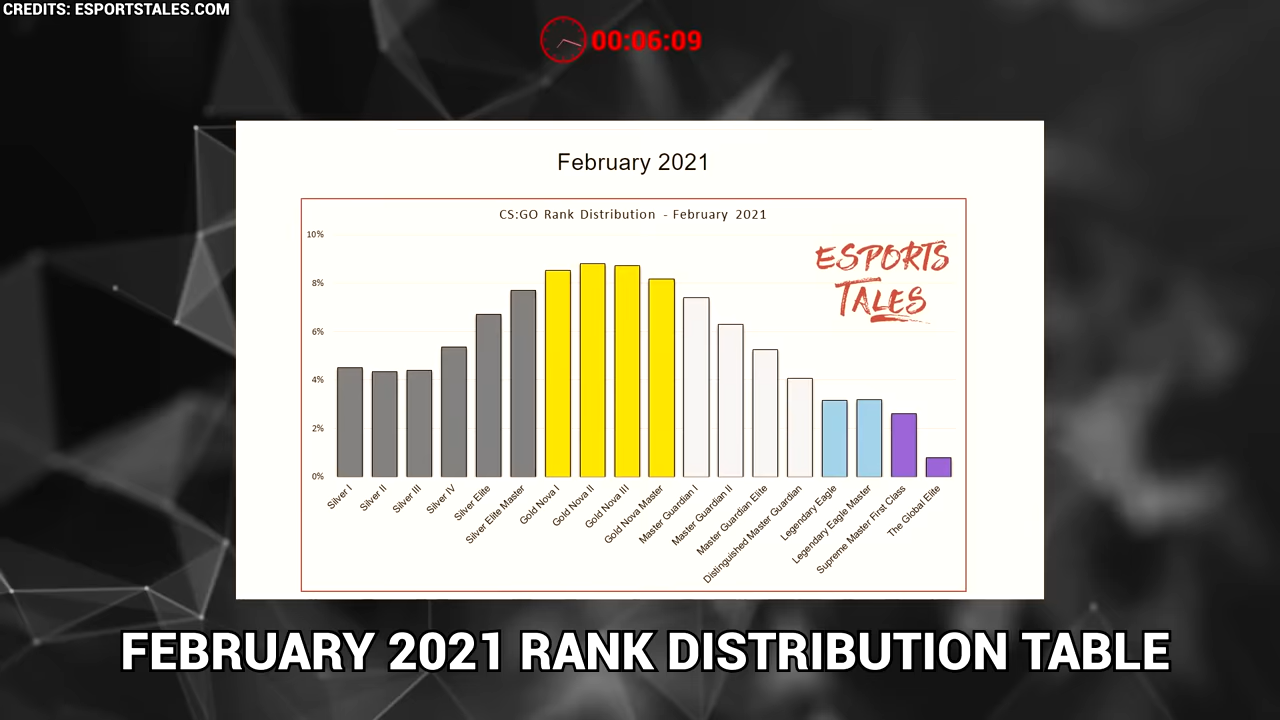 CREDITS: ESPORTSTALES.COM
00:06:09
February 2021
CS:GO Rank Distribution - February 2021
ESPORTS
TALES
10%
8%
6%
4%
2%
0%
Silver I
Silver II
Silver III
Silver IV
Silver Elite
Silver Elite Master
Gold Nova I
Gold Nova II
Gold Nova III
Gold Nova Master
Master Guardian I
Master Guardian II
Master Guardian Elite
Distinguished Master Guardian
Legendary Eagle
Legendary Eagle Master
Supreme Master First Class
The Global Elite
FEBRUARY 2021 RANK DISTRIBUTION TABLE